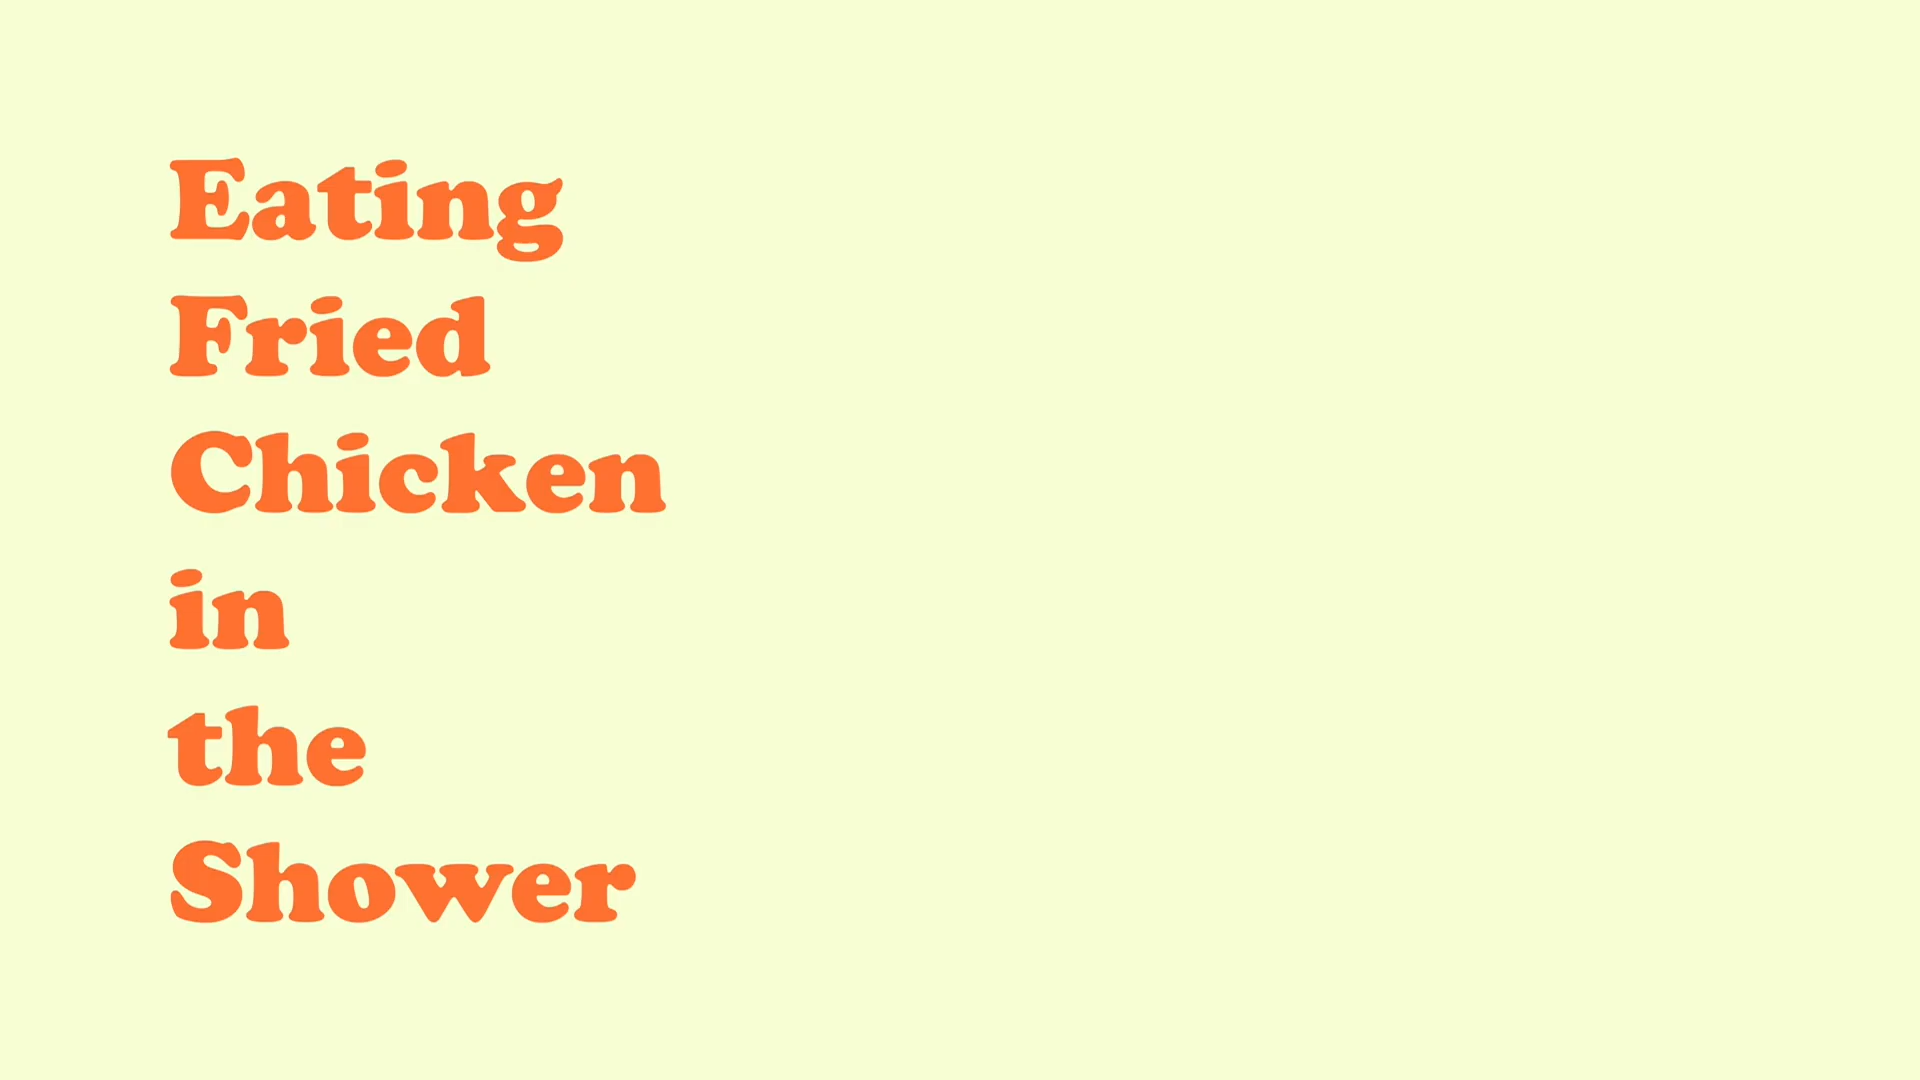 Eating
Fried
Chicken
in
the
Shower